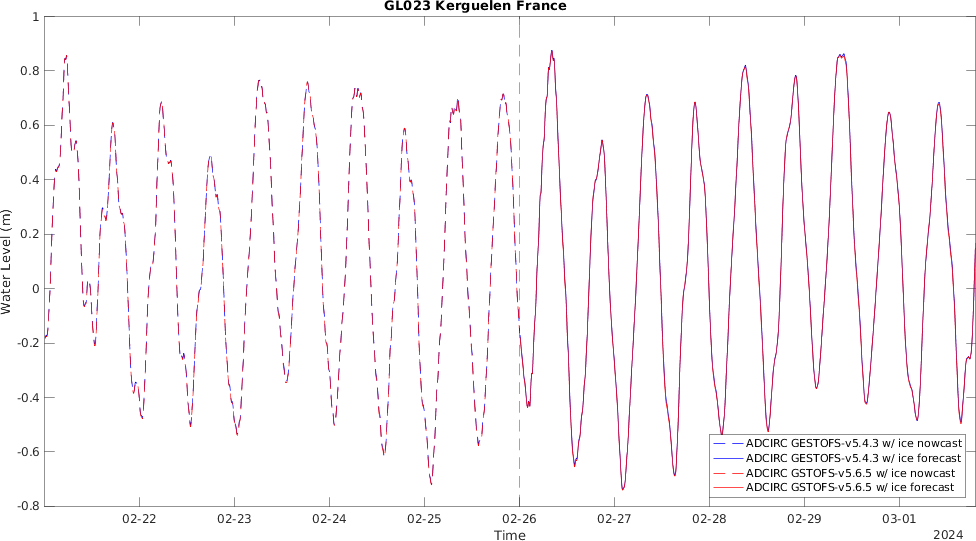 GL023 Kerguelen France
1
0.8
0.6
0.4
0.2
0
-0.2
-0.4
-0.6
-0.8
Water Level (m)
ADCIRC GESTOFS-v5.4.3 w/ ice nowcast
ADCIRC GESTOFS-v5.4.3 w/ ice forecast
ADCIRC GSTOFS-v5.6.5 w/ ice nowcast
ADCIRC GSTOFS-v5.6.5 w/ ice forecast
02-22 02-23 02-24 02-25 02-26 02-27 02-28 02-29 03-01
Time
2024